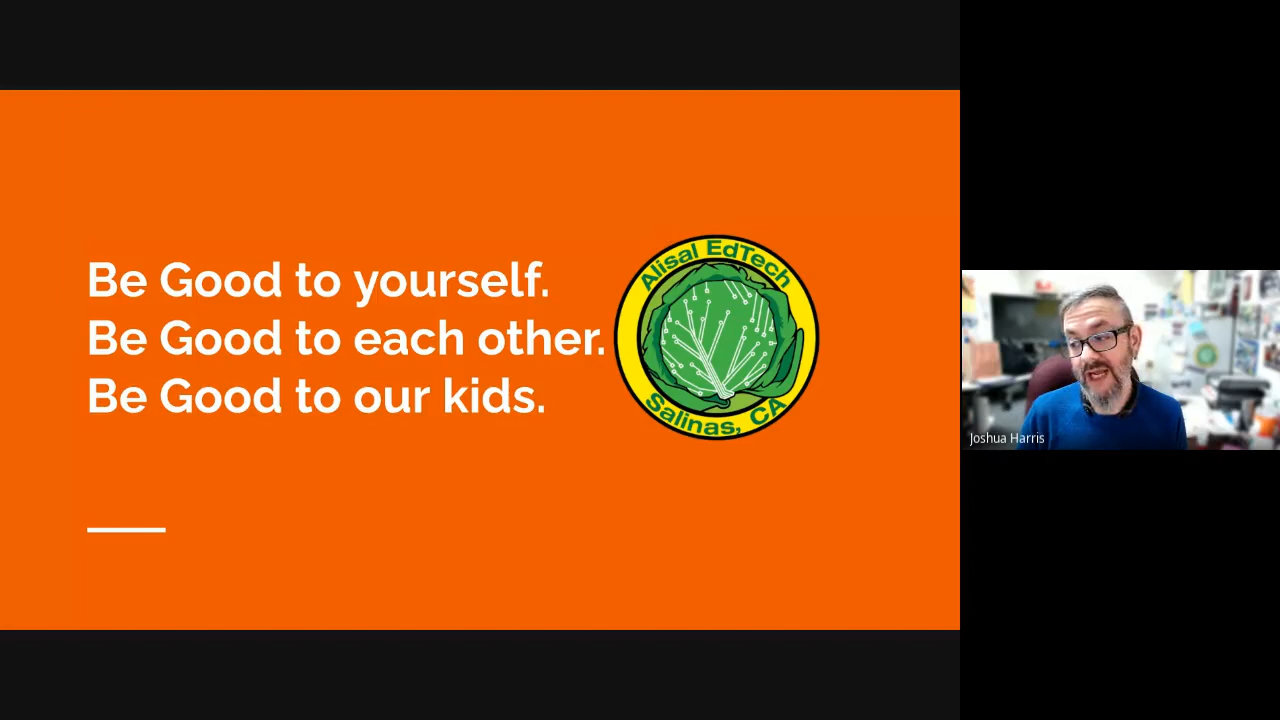 Be Good to yourself.
Be Good to each other.
Be Good to our kids.
Alisal EdTech
Salinas, CA
Joshua Harris